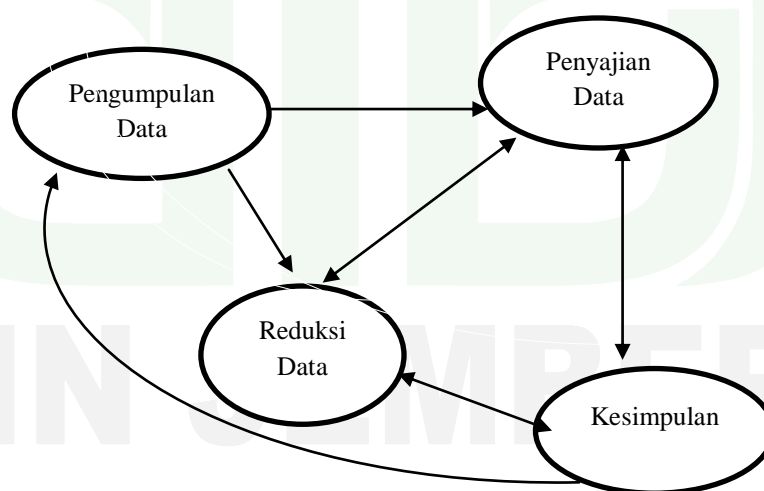 Pengumpulan
Data
Penyajian
Data
Reduksi
Data
Kesimpulan